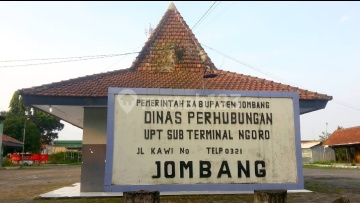 PEMERINTAH KABUPATEN JOMBANG
DINAS PERHUBUNGAN
UPT SUB TERMINAL NGORO
JL KAWI No TELP 0321
JOMBANG